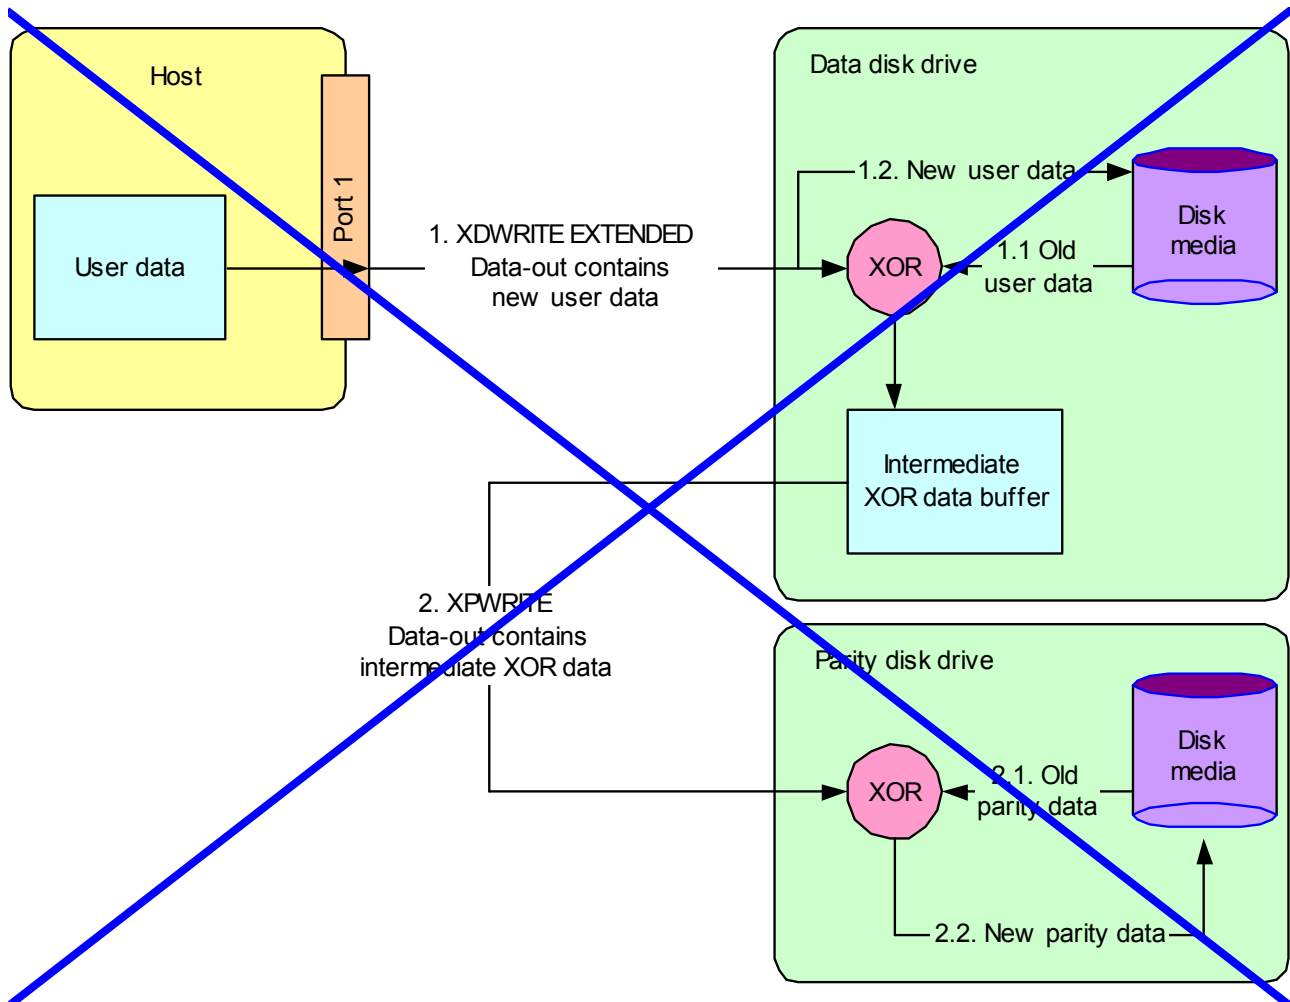 Host
Port 1
User data
1. XDWRITE EXTENDED
Data-out contains
new user data
Data disk drive
1.2. New user data
XOR
1.1 Old
user data
Disk
media
Intermediate
XOR data buffer
2. XPWRITE
Data-out contains
intermediate XOR data
Parity disk drive
XOR
2.1. Old
parity data
Disk
media
2.2. New parity data